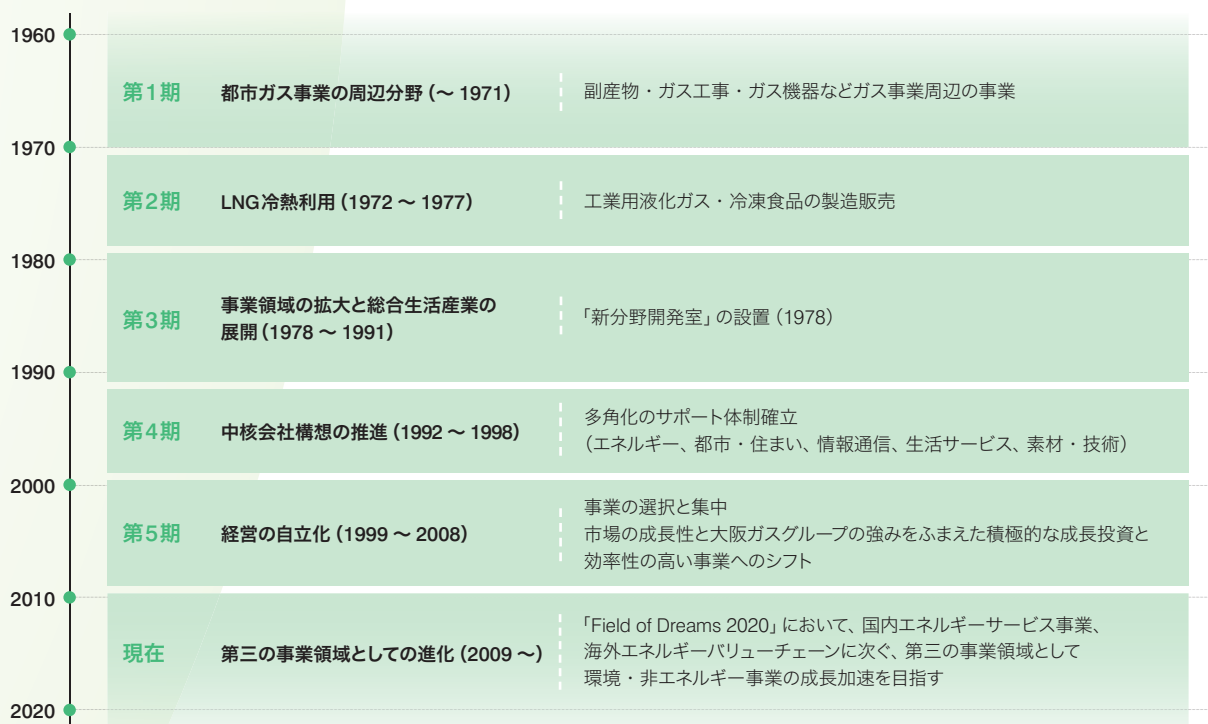 1960
第1期 都市ガス事業の周辺分野（～ 1971） 副産物・ガス工事・ガス機器などガス事業周辺の事業
1970
第2期 LNG冷熱利用（1972 ～ 1977） 工業用液化ガス・冷凍食品の製造販売
1980
第3期
事業領域の拡大と総合生活産業の
展開（1978 ～ 1991）
「新分野開発室」の設置（1978）
1990
第4期 中核会社構想の推進（1992 ～ 1998）
多角化のサポート体制確立
（エネルギー、都市・住まい、情報通信、生活サービス、素材・技術）
2000
第5期 経営の自立化（1999 ～ 2008）
事業の選択と集中
市場の成長性と大阪ガスグループの強みをふまえた積極的な成長投資と
効率性の高い事業へのシフト
2010
現在 第三の事業領域としての進化（2009 ～）
「Field of Dreams 2020」において、国内エネルギーサービス事業、
海外エネルギーバリューチェーンに次ぐ、第三の事業領域として
環境・非エネルギー事業の成長加速を目指す
2020